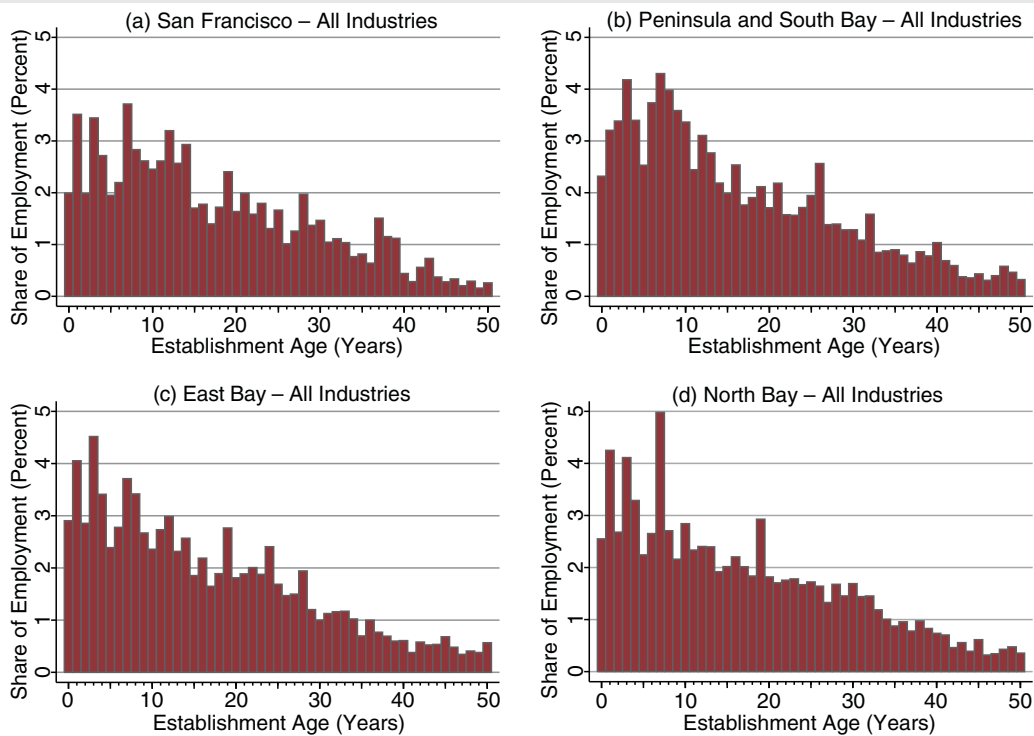 (a) San Francisco – All Industries
Share of Employment (Percent)
5
4
3
2
1
0
0 10 20 30 40 50
Establishment Age (Years)
(b) Peninsula and South Bay – All Industries
Share of Employment (Percent)
5
4
3
2
1
0
0 10 20 30 40 50
Establishment Age (Years)
(c) East Bay – All Industries
Share of Employment (Percent)
5
4
3
2
1
0
0 10 20 30 40 50
Establishment Age (Years)
(d) North Bay – All Industries
Share of Employment (Percent)
5
4
3
2
1
0
0 10 20 30 40 50
Establishment Age (Years)